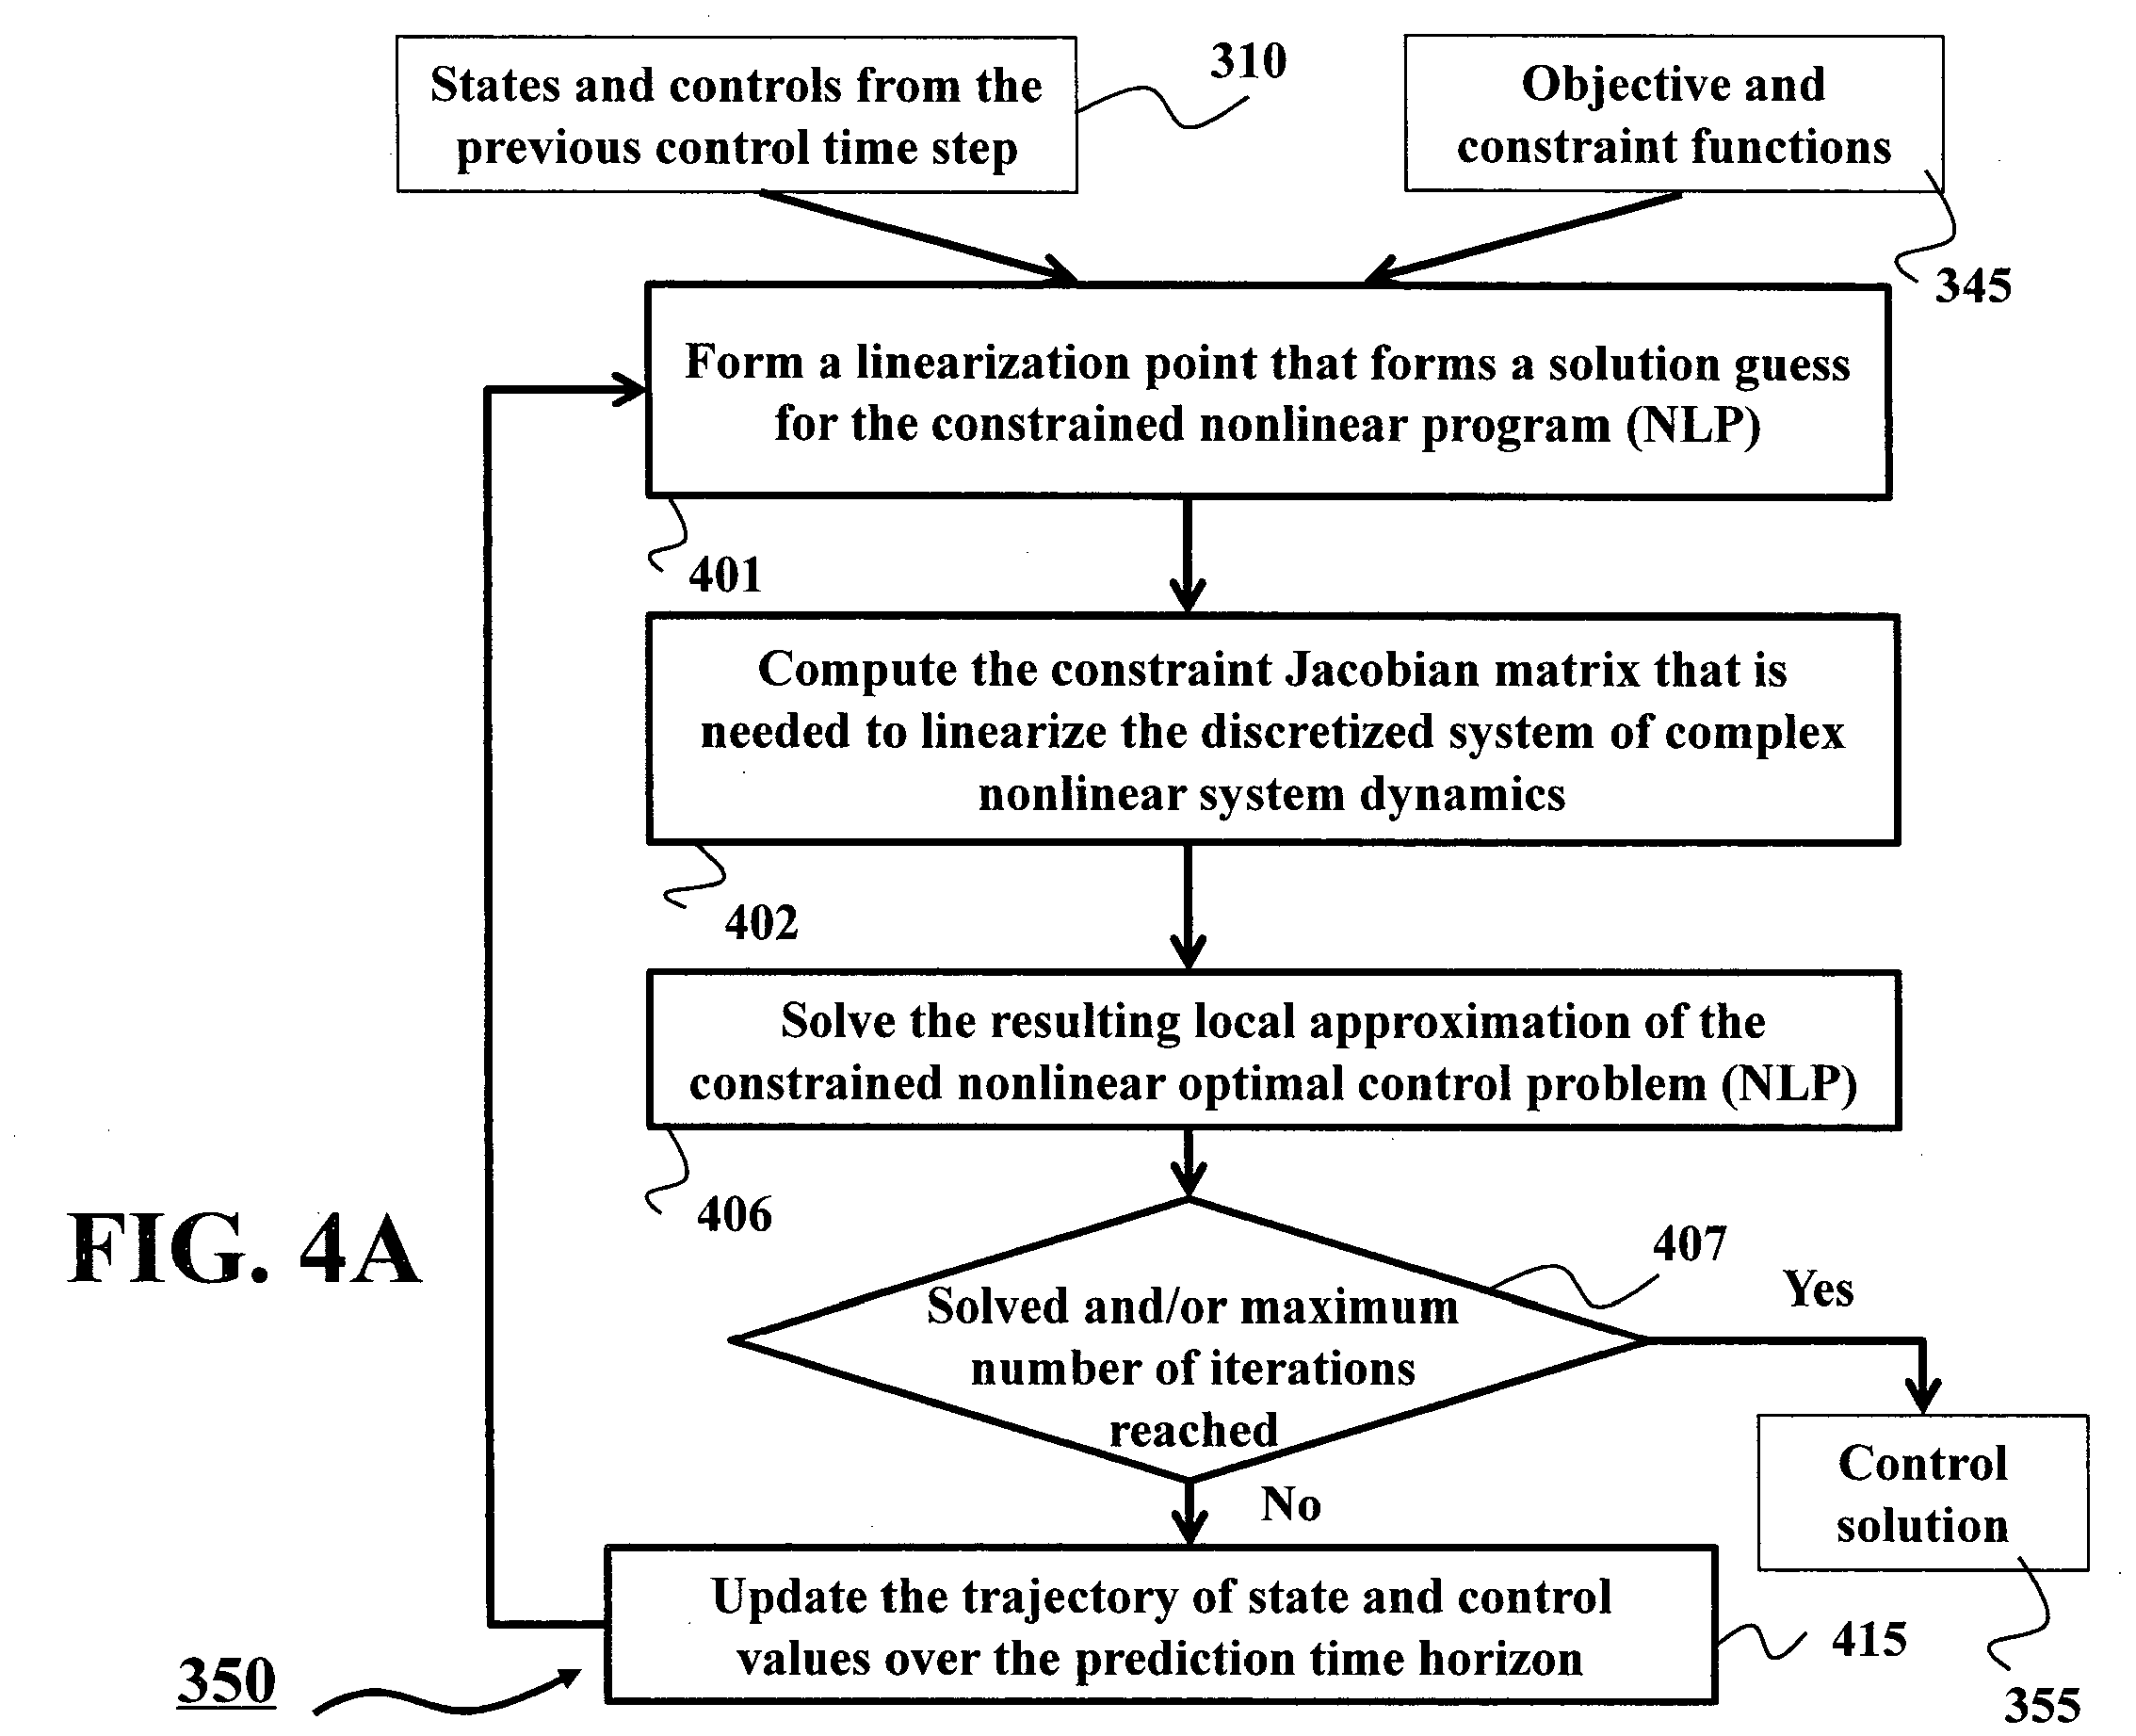 States and controls from the
previous control time step
310
Objective and
constraint functions
345
Form a linearization point that forms a solution guess
for the constrained nonlinear program (NLP)
401
Compute the constraint Jacobian matrix that is
needed to linearize the discretized system of complex
nonlinear system dynamics
402
Solve the resulting local approximation of the
constrained nonlinear optimal control problem (NLP)
406
FIG. 4A
407
Solved and/or maximum
number of iterations
reached
Yes
No
Control
solution
355
Update the trajectory of state and control
values over the prediction time horizon
415
350